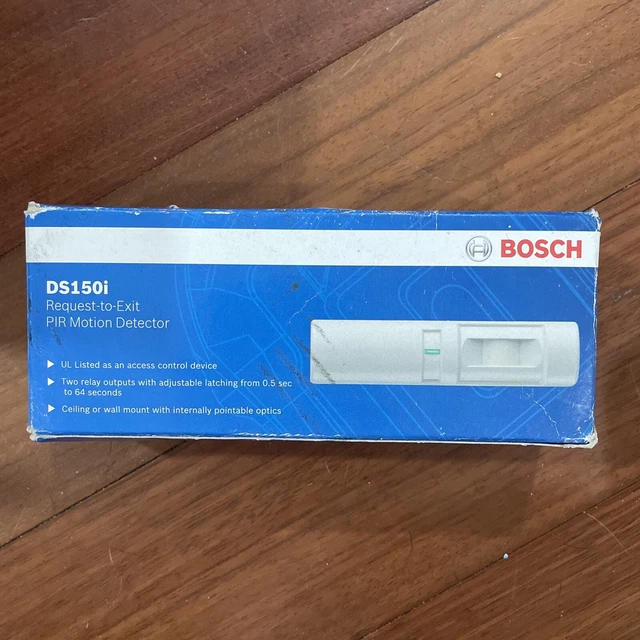 BOSCH
DS150i
Request-to-Exit
PIR Motion Detector
UL Listed as an access control device
Two relay outputs with adjustable latching from 0.5 sec
to 64 seconds
Ceiling or wall mount with internally pointable optics